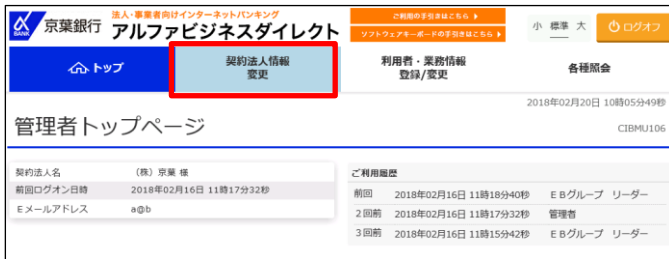 BANK
京葉銀行
法人・事業者向けインターネットバンキング
アルファビジネスダイレクト
ご利用の手引きはこちら
ソフトウェアキーボードの手引きはこちら
小 標準 大
ログオフ
トップ
契約法人情報
変更
利用者・業務情報
登録/変更
各種照会
2018年02月20日 10時05分49秒
管理者トップページ
CIBMU106
契約法人名 (株) 京葉 様
前回ログオン日時 2018年02月16日 11時17分32秒
Eメールアドレス a@b
ご利用履歴
前回 2018年02月16日 11時18分40秒 EBグループ リーダー
2回前 2018年02月16日 11時17分32秒 管理者
3回前 2018年02月16日 11時15分42秒 EBグループ リーダー